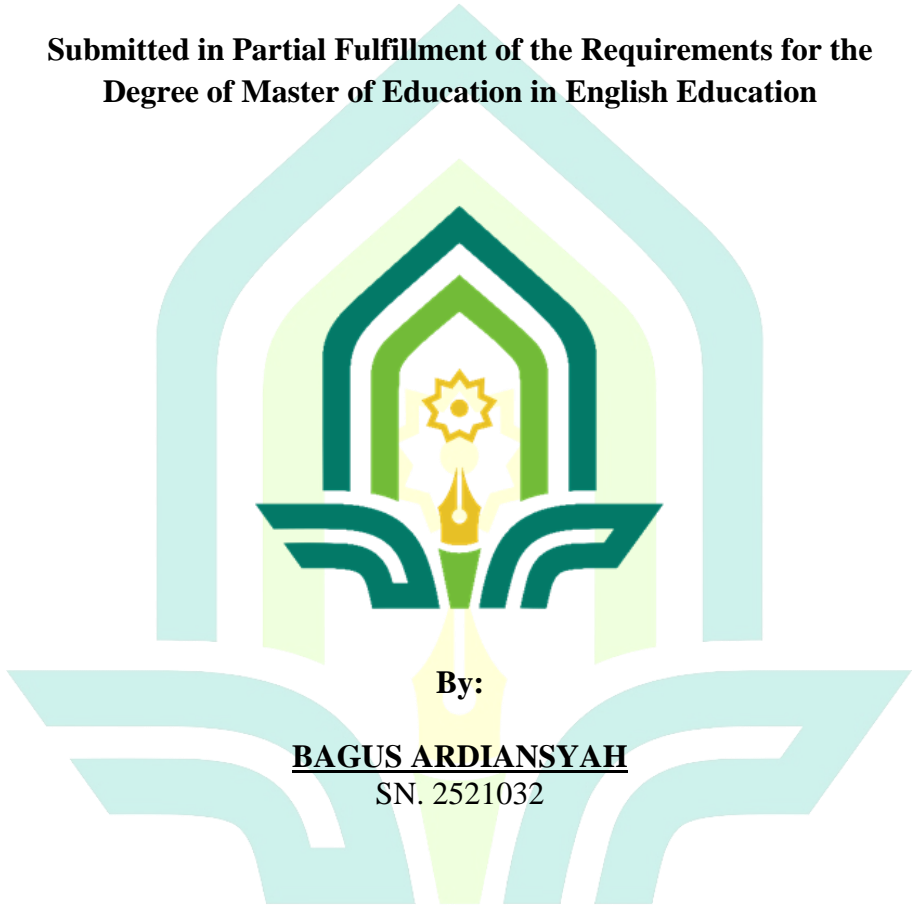 Submitted in Partial Fulfillment of the Requirements for the
Degree of Master of Education in English Education
By:
BAGUS ARDIANSYAH
SN. 2521032